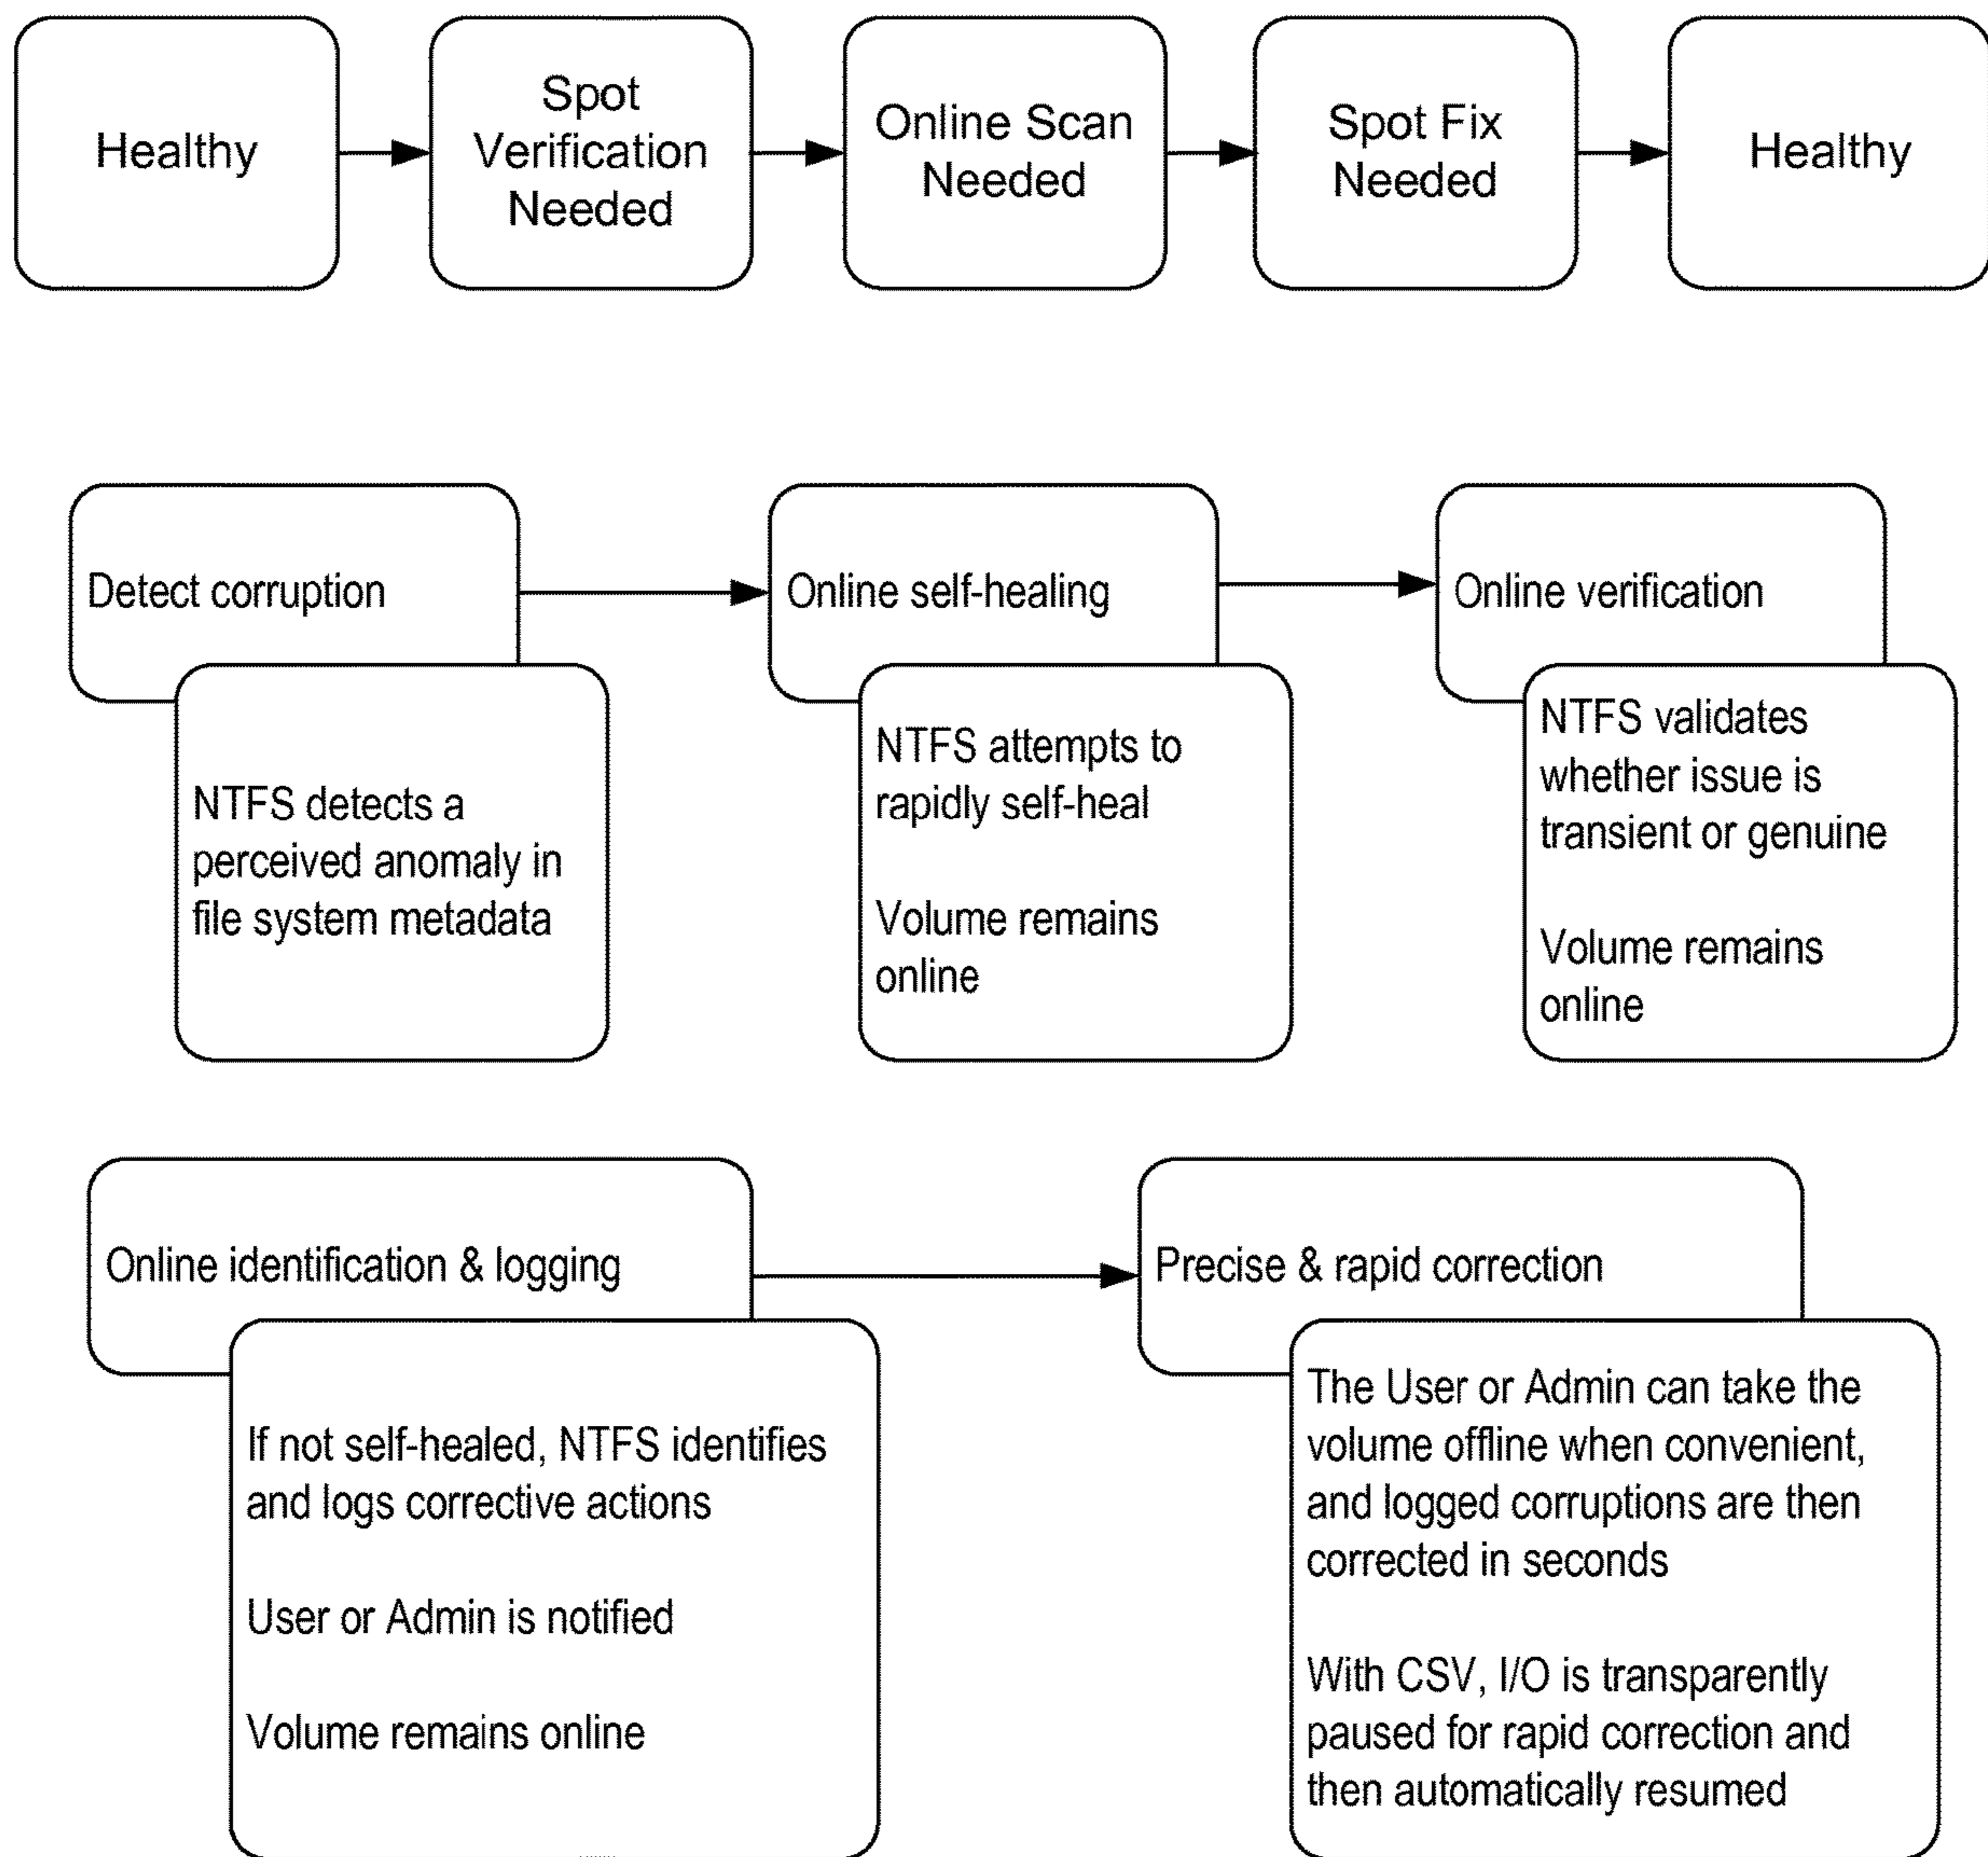 Healthy
Spot
Verification
Needed
Online Scan
Needed
Spot Fix
Needed
Healthy
Detect corruption
NTFS detects a
perceived anomaly in
file system metadata
Online self-healing
NTFS attempts to
rapidly self-heal
Volume remains
online
Online verification
NTFS validates
whether issue is
transient or genuine
Volume remains
online
Online identification & logging
If not self-healed, NTFS identifies
and logs corrective actions
User or Admin is notified
Volume remains online
Precise & rapid correction
The User or Admin can take the
volume offline when convenient,
and logged corruptions are then
corrected in seconds
With CSV, I/O is transparently
paused for rapid correction and
then automatically resumed